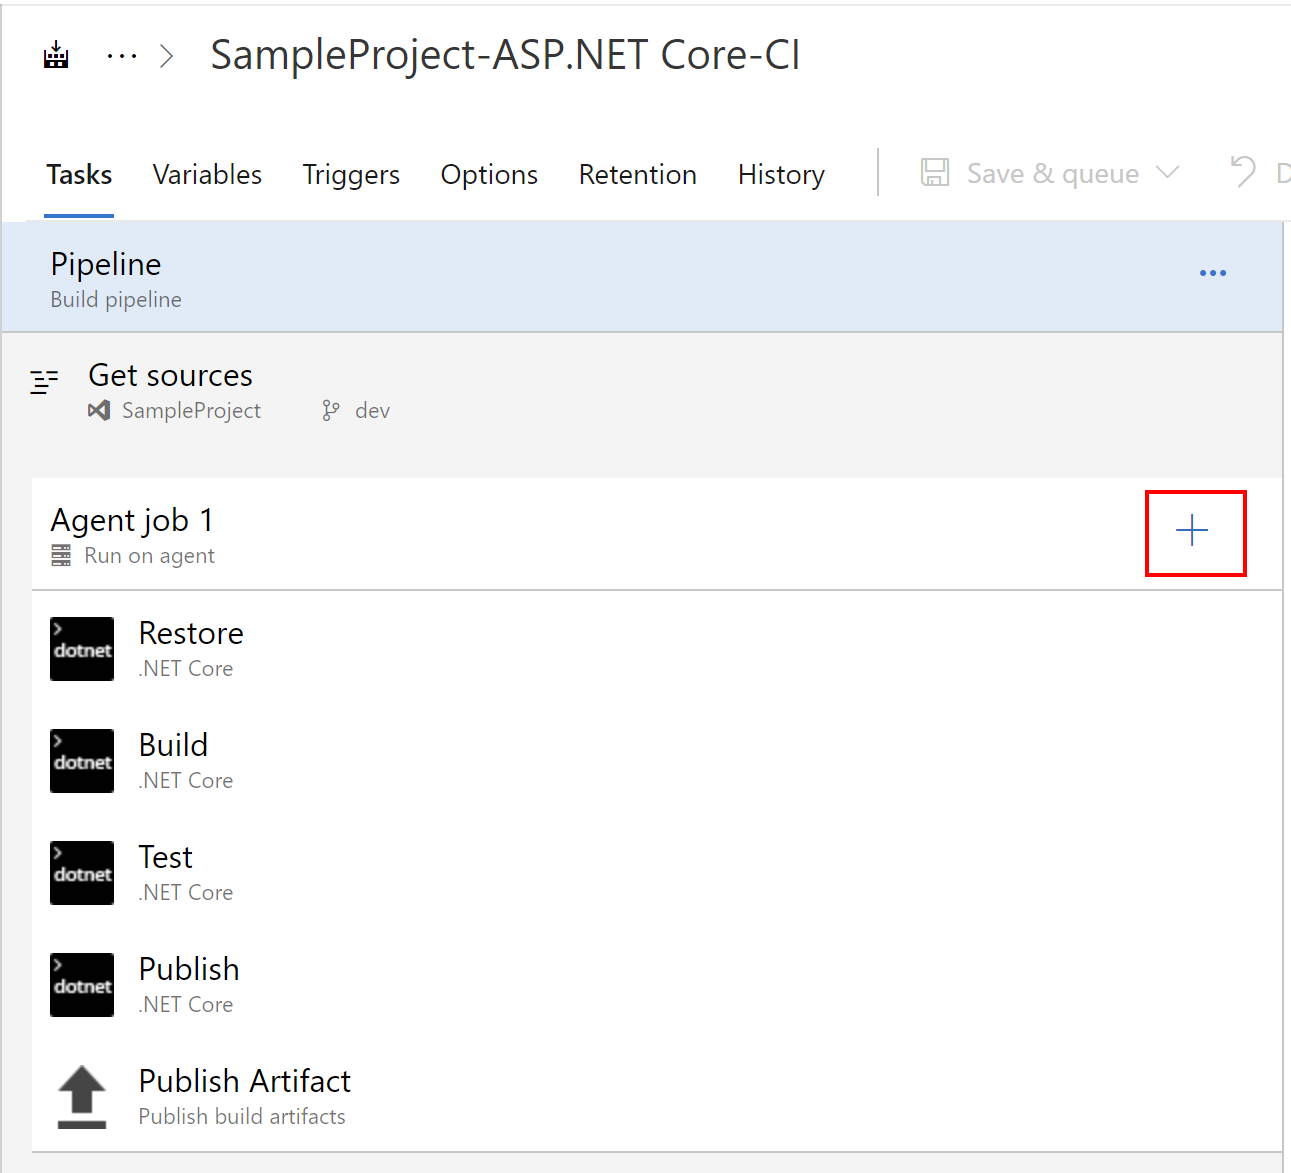 SampleProject-ASP.NET Core-CI
Tasks Variables Triggers Options Retention History Save & queue D
Pipeline
Build pipeline
Get sources
SampleProject dev
Agent job 1
Run on agent
dotnet Restore
.NET Core
dotnet Build
.NET Core
dotnet Test
.NET Core
dotnet Publish
.NET Core
Publish Artifact
Publish build artifacts